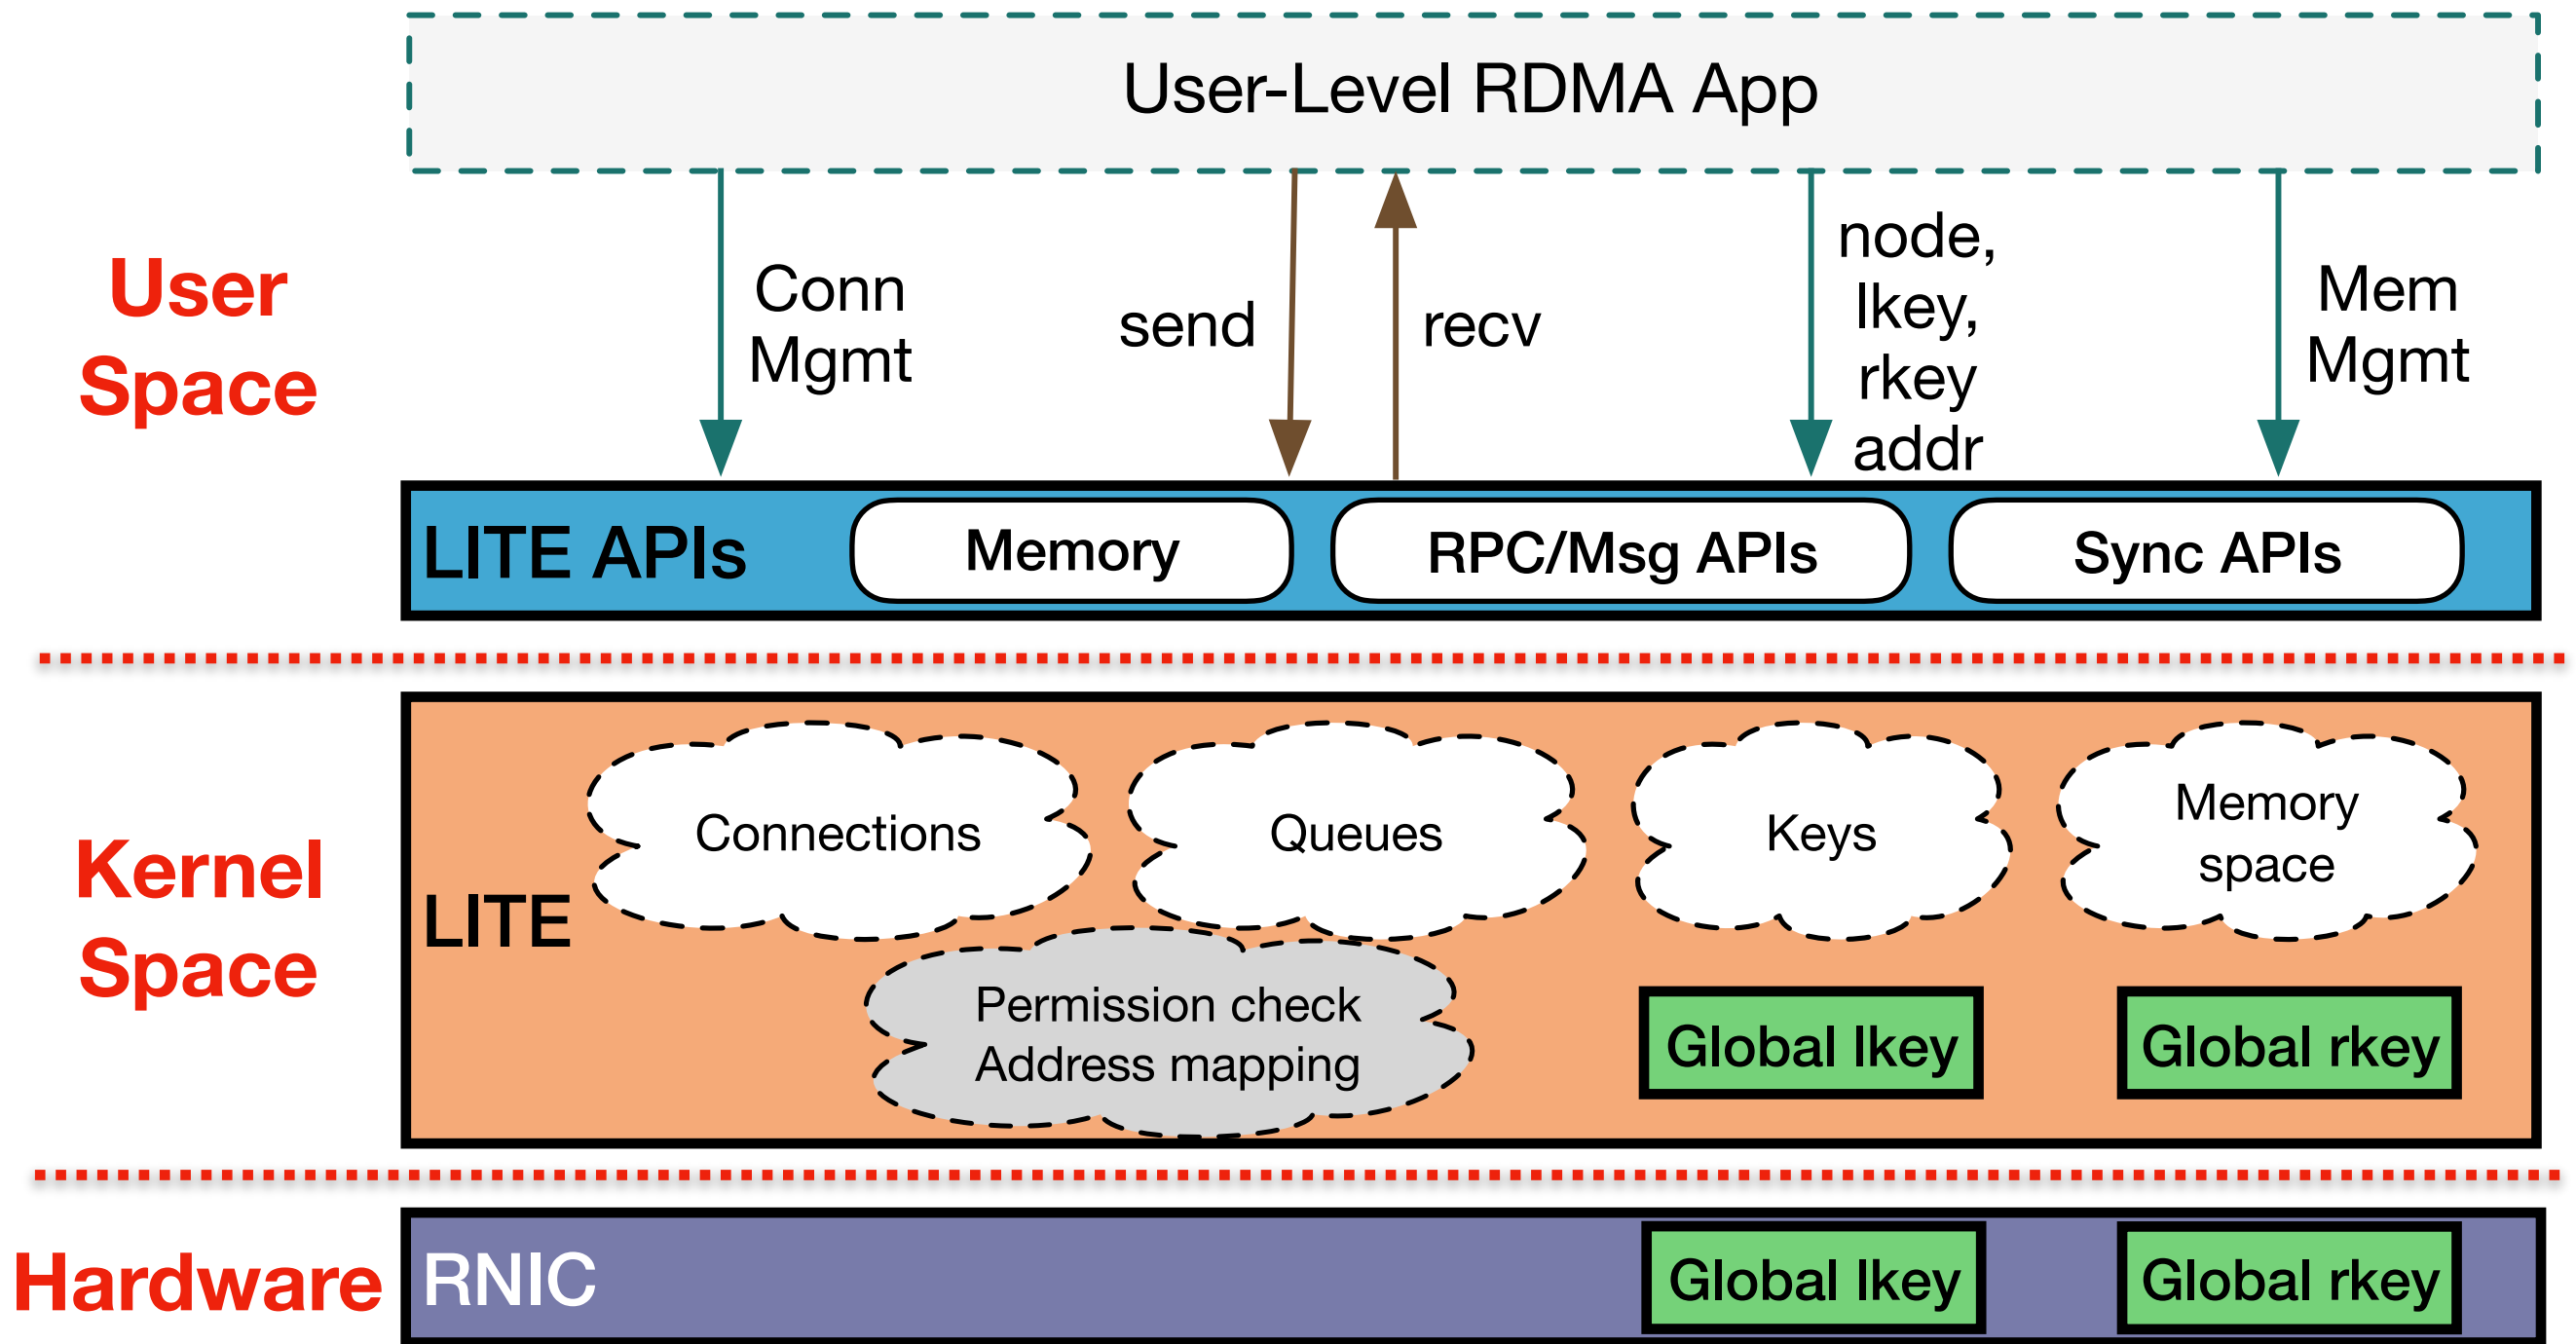 User-Level RDMA App
User
Space
Conn
Mgmt
send
recv
node,
lkey,
rkey
addr
Mem
Mgmt
LITE APIs
Memory
RPC/Msg APIs
Sync APIs
Kernel
Space
LITE
Connections
Queues
Keys
Memory
space
Permission check
Address mapping
Global lkey
Global rkey
Hardware
RNIC
Global lkey
Global rkey